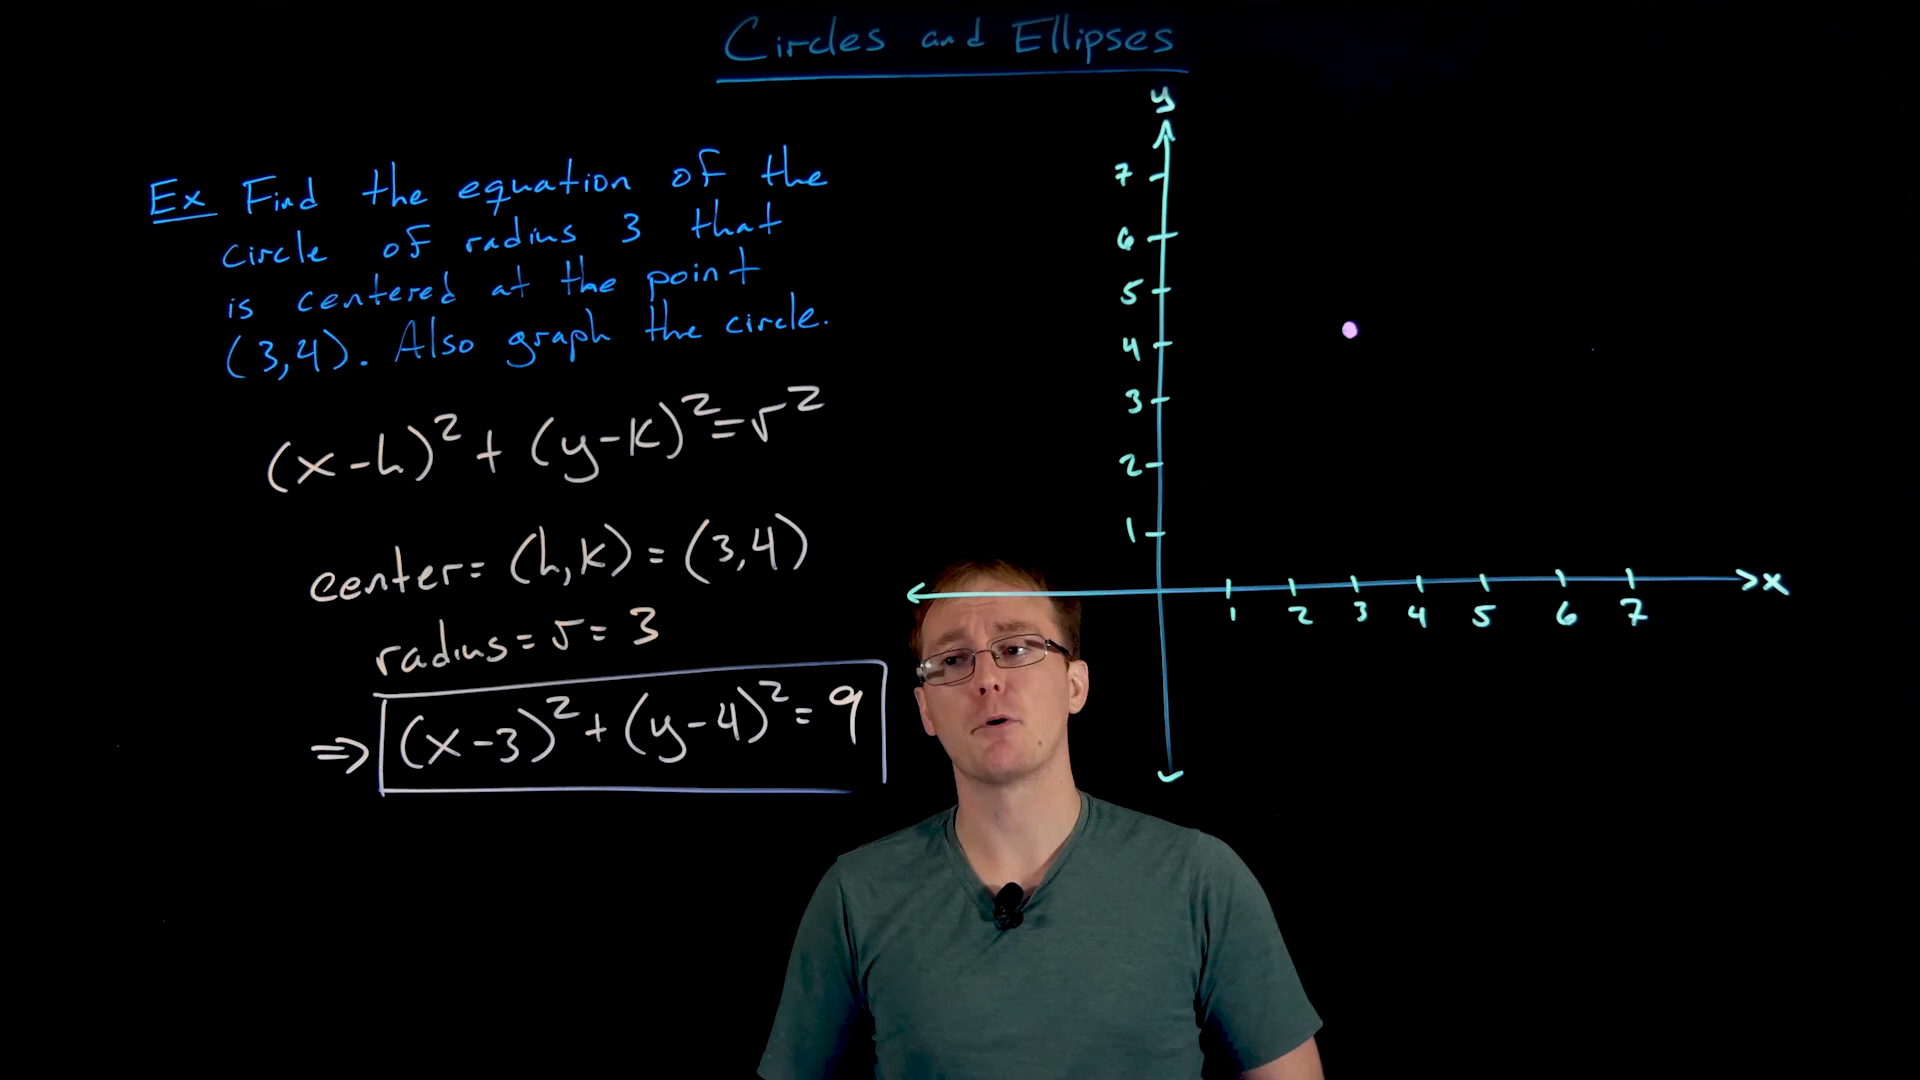 Circles and Ellipses
Ex Find the equation of the
circle of radius 3 that
is centered at the point
(3,4). Also graph the circle.
(x-h)²+(y-k)²=r²
center=(h,k)=(3,4)
radius=r=3
⇒(x-3)²+(y-4)²=9
y
7
6
5
4
3
2
1
x
1 2 3 4 5 6 7